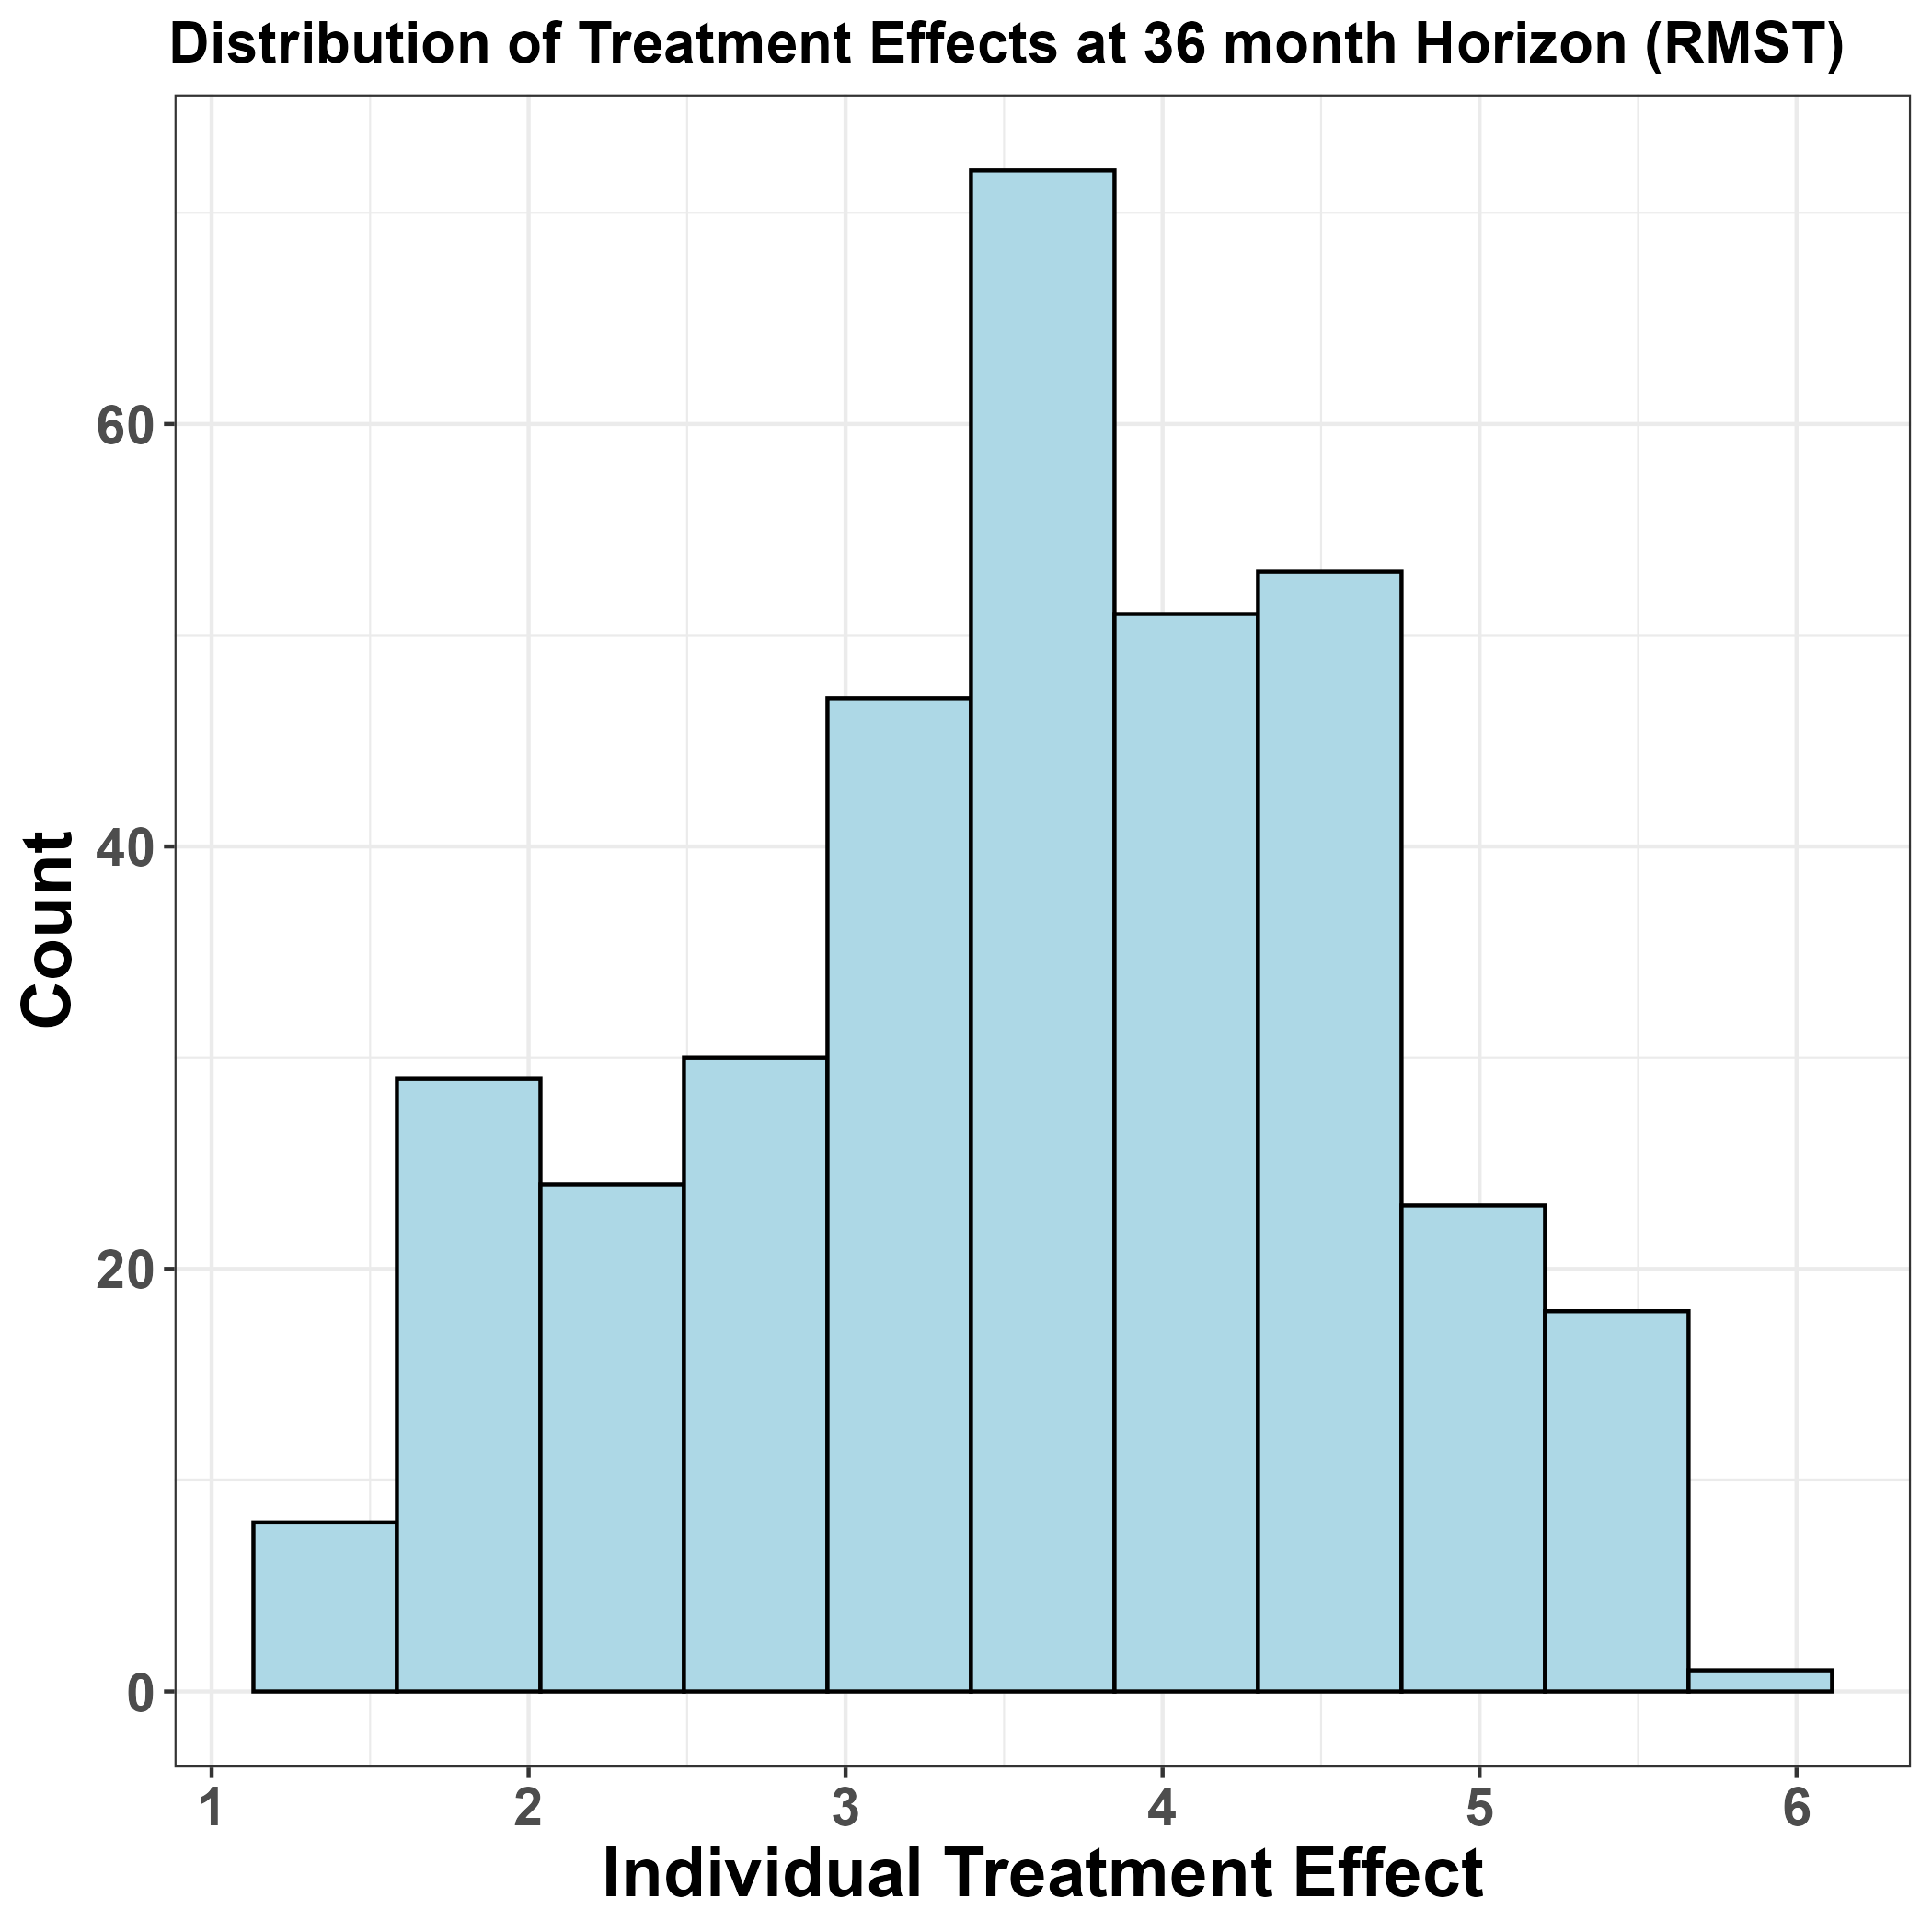 Distribution of Treatment Effects at 36 month Horizon (RMST)
Count
60
40
20
0
1 2 3 4 5 6
Individual Treatment Effect